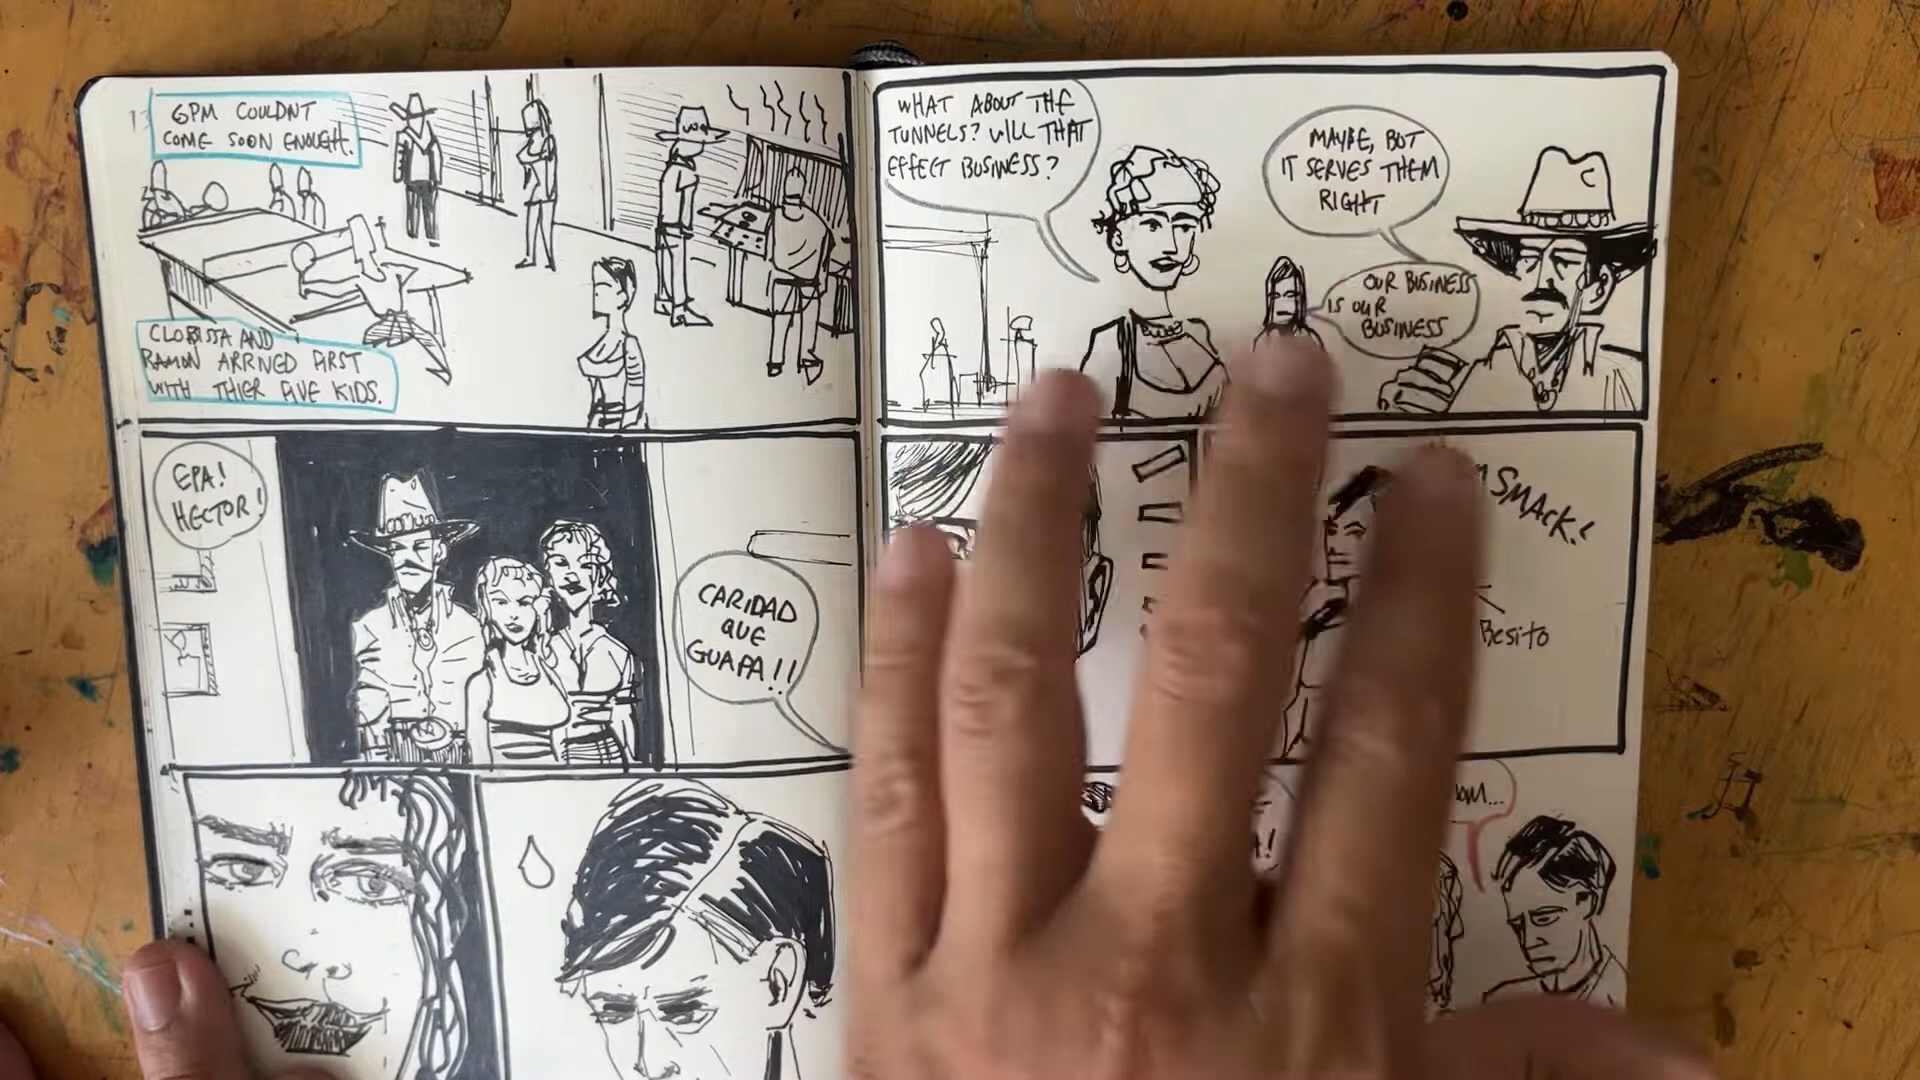 6PM COULDNT
COME SOON ENOUGH.
CLORISSA AND
RAMON ARRIVED FIRST
WITH THIER FIVE KIDS.
EPA!
HECTOR!
CARIDAD
QUE
GUAPA!!
WHAT ABOUT THE
TUNNELS? WILL THAT
EFFECT BUSINESS?
MAYBE, BUT
IT SERVES THEM
RIGHT
OUR BUSINESS
IS OUR
BUSINESS
SMACK!
Besito